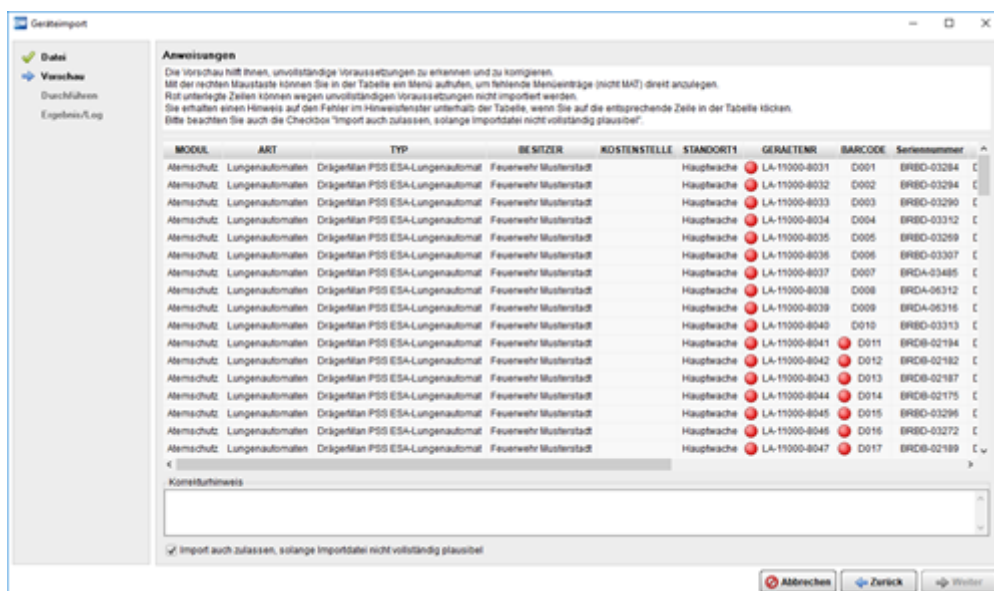 Geräteimport
Datei
Vorschau
Durchführen
Ergebnis/Log
Anweisungen
Die Vorschau hilft Ihnen, unvollständige Voraussetzungen zu erkennen und zu korrigieren.
Mit der rechten Maustaste können Sie in der Tabelle ein Menü aufrufen, um fehlende Menüeinträge (nicht MAT) direkt anzulegen.
Rot unterlegte Zeilen können wegen unvollständigen Voraussetzungen nicht importiert werden.
Sie erhalten einen Hinweis auf den Fehler im Hinweisfenster unterhalb der Tabelle, wenn Sie auf die entsprechende Zeile in der Tabelle klicken.
Bitte beachten Sie auch die Checkbox "Import auch zulassen, solange Importdatei nicht vollständig plausibel".
MODUL ART TYP BESITZER KOSTENSTELLE STANDORT1 GERAETENR BARCODE Seriennummer
Atemschutz Lungenautomaten DrägerMan PSS ESA-Lungenautomat Feuerwehr Musterstadt Hauptwache LA-11000-8031 D001 BRBD-03284
Atemschutz Lungenautomaten DrägerMan PSS ESA-Lungenautomat Feuerwehr Musterstadt Hauptwache LA-11000-8032 D002 BRBD-03294
Atemschutz Lungenautomaten DrägerMan PSS ESA-Lungenautomat Feuerwehr Musterstadt Hauptwache LA-11000-8033 D003 BRBD-03290
Atemschutz Lungenautomaten DrägerMan PSS ESA-Lungenautomat Feuerwehr Musterstadt Hauptwache LA-11000-8034 D004 BRBD-03312
Atemschutz Lungenautomaten DrägerMan PSS ESA-Lungenautomat Feuerwehr Musterstadt Hauptwache LA-11000-8035 D005 BRBD-03269
Atemschutz Lungenautomaten DrägerMan PSS ESA-Lungenautomat Feuerwehr Musterstadt Hauptwache LA-11000-8036 D006 BRBD-03307
Atemschutz Lungenautomaten DrägerMan PSS ESA-Lungenautomat Feuerwehr Musterstadt Hauptwache LA-11000-8037 D007 BRDA-03485
Atemschutz Lungenautomaten DrägerMan PSS ESA-Lungenautomat Feuerwehr Musterstadt Hauptwache LA-11000-8038 D008 BRDA-06312
Atemschutz Lungenautomaten DrägerMan PSS ESA-Lungenautomat Feuerwehr Musterstadt Hauptwache LA-11000-8039 D009 BRDA-06316
Atemschutz Lungenautomaten DrägerMan PSS ESA-Lungenautomat Feuerwehr Musterstadt Hauptwache LA-11000-8040 D010 BRBD-03313
Atemschutz Lungenautomaten DrägerMan PSS ESA-Lungenautomat Feuerwehr Musterstadt Hauptwache LA-11000-8041 D011 BRDB-02194
Atemschutz Lungenautomaten DrägerMan PSS ESA-Lungenautomat Feuerwehr Musterstadt Hauptwache LA-11000-8042 D012 BRDB-02182
Atemschutz Lungenautomaten DrägerMan PSS ESA-Lungenautomat Feuerwehr Musterstadt Hauptwache LA-11000-8043 D013 BRDB-02187
Atemschutz Lungenautomaten DrägerMan PSS ESA-Lungenautomat Feuerwehr Musterstadt Hauptwache LA-11000-8044 D014 BRDB-02175
Atemschutz Lungenautomaten DrägerMan PSS ESA-Lungenautomat Feuerwehr Musterstadt Hauptwache LA-11000-8045 D015 BRBD-03296
Atemschutz Lungenautomaten DrägerMan PSS ESA-Lungenautomat Feuerwehr Musterstadt Hauptwache LA-11000-8046 D016 BRBD-03272
Atemschutz Lungenautomaten DrägerMan PSS ESA-Lungenautomat Feuerwehr Musterstadt Hauptwache LA-11000-8047 D017 BRDB-02189
Korrekturhinweis
Import auch zulassen, solange Importdatei nicht vollständig plausibel
Abbrechen Zurück Weiter